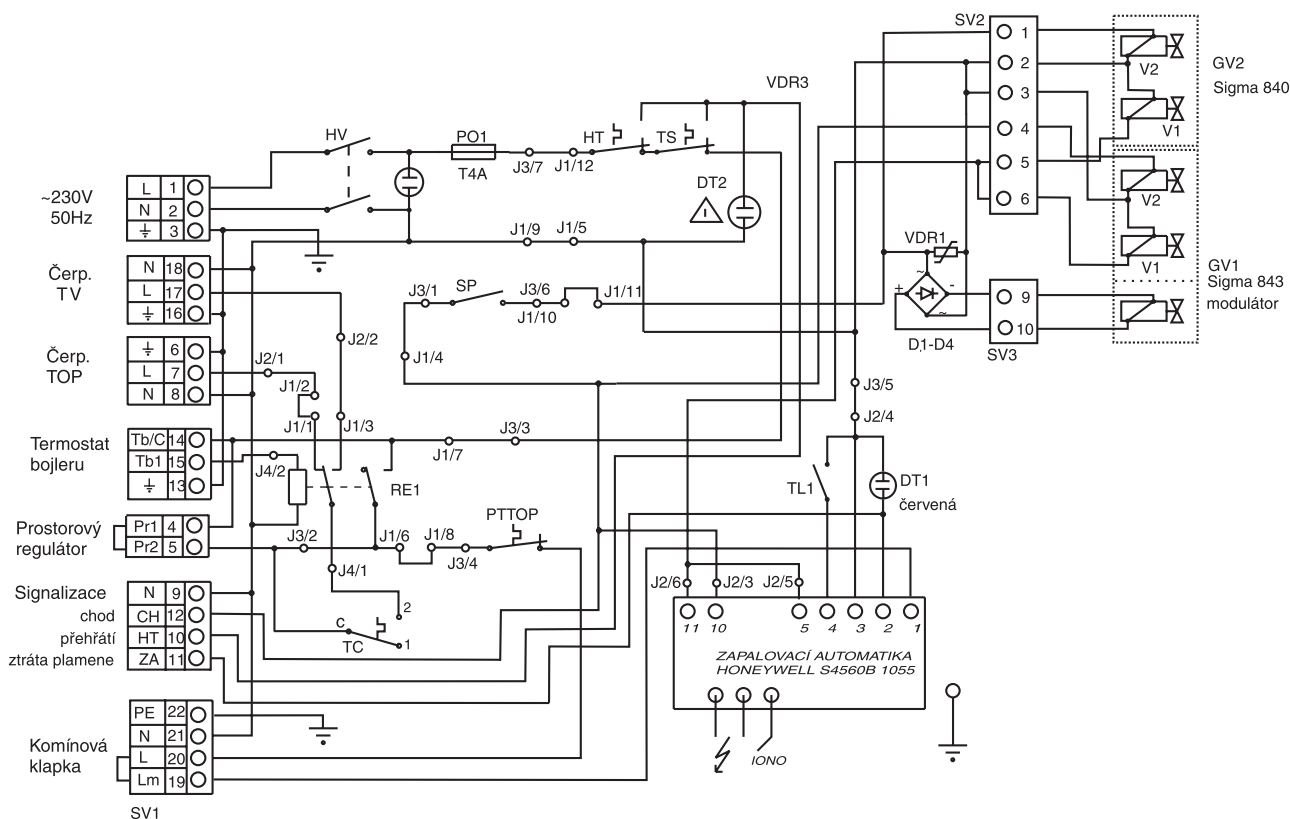 SV2
1
2
3
4
5
6
V2
V1
GV2
Sigma 840
V2
V1
GV1
Sigma 843
modulátor
VDR3
HV
PO1
T4A
J3/7
J1/12
HT
TS
DT2
~230V
50Hz
L 1
N 2
3
J1/9
J1/5
VDR1
~
+
-
~
D1-D4
9
10
SV3
Čerp.
TV
N 18
L 17
16
J3/1
SP
J3/6
J1/10
J1/11
J1/4
J2/2
Čerp.
TOP
6
L 7
N 8
J2/1
J1/2
J1/1
J1/3
J3/5
J2/4
Termostat
bojleru
Tb/C 14
Tb1 15
13
J4/2
RE1
J1/7
J3/3
TL1
DT1
červená
Prostorový
regulátor
Pr1 4
Pr2 5
J3/2
J1/6
J1/8
J3/4
PTTOP
J4/1
Signalizace
chod
přehřátí
ztráta plamene
N 9
CH 12
HT 10
ZA 11
c
TC
2
1
J2/6
J2/3
J2/5
11
10
5
4
3
2
1
ZAPALOVACÍ AUTOMATIKA
HONEYWELL S4560B 1055
IONO
Komínová
klapka
PE 22
N 21
L 20
Lm 19
SV1